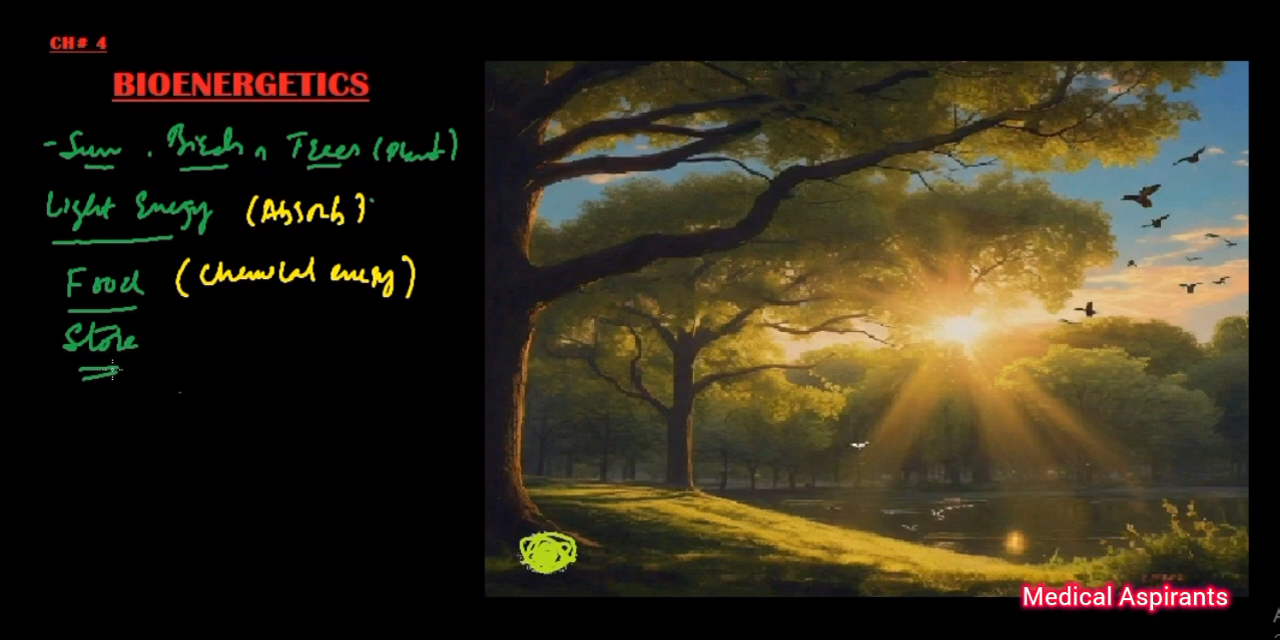 CH# 4
BIOENERGETICS
- Sun, Birds, Trees (Plant)
Light Energy (Absorb)
Food (Chemical energy)
Store
Medical Aspirants